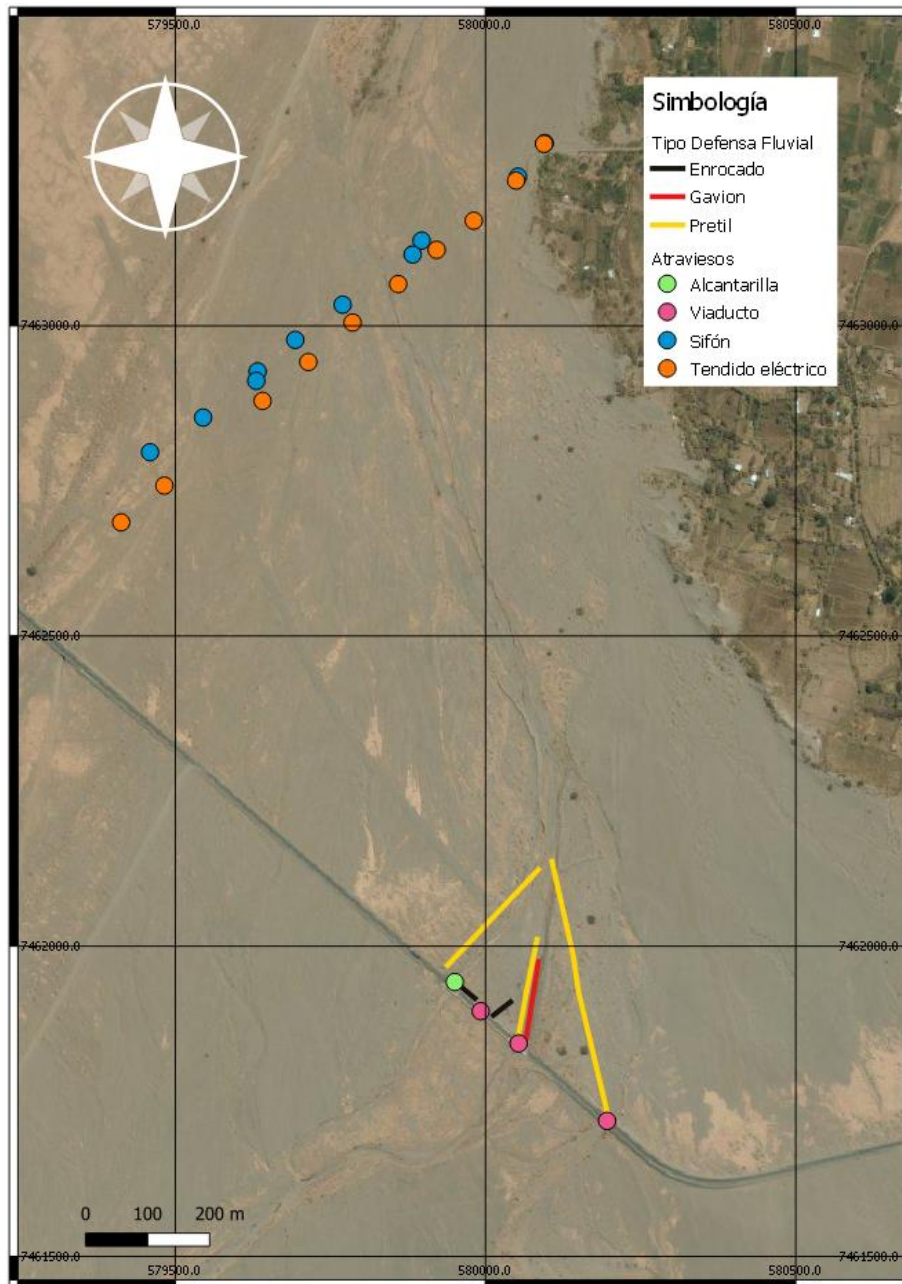 579500.0 580000.0 580500.0
Simbología
Tipo Defensa Fluvial
Enrocado
Gavion
Pretil
Atraviesos
Alcantarilla
Viaducto
Sifón
Tendido eléctrico
7463000.0 7463000.0
7462500.0 7462500.0
7462000.0 7462000.0
0 100 200 m
7461500.0 7461500.0
579500.0 580000.0 580500.0